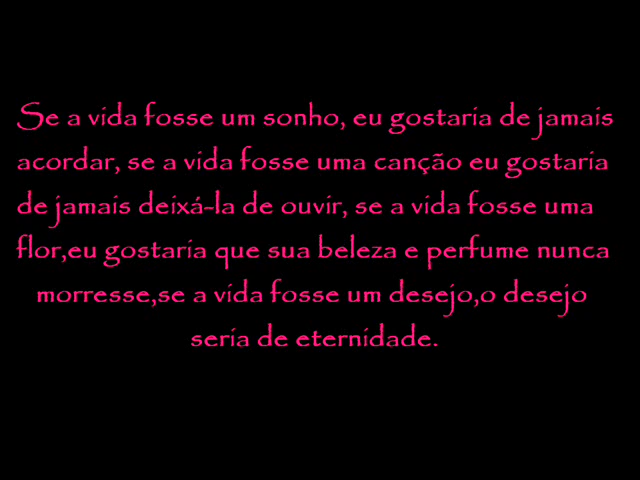 Se a vida fosse um sonho, eu gostaria de jamais
acordar, se a vida fosse uma canção eu gostaria
de jamais deixá-la de ouvir, se a vida fosse uma
flor,eu gostaria que sua beleza e perfume nunca
morresse,se a vida fosse um desejo,o desejo
seria de eternidade.